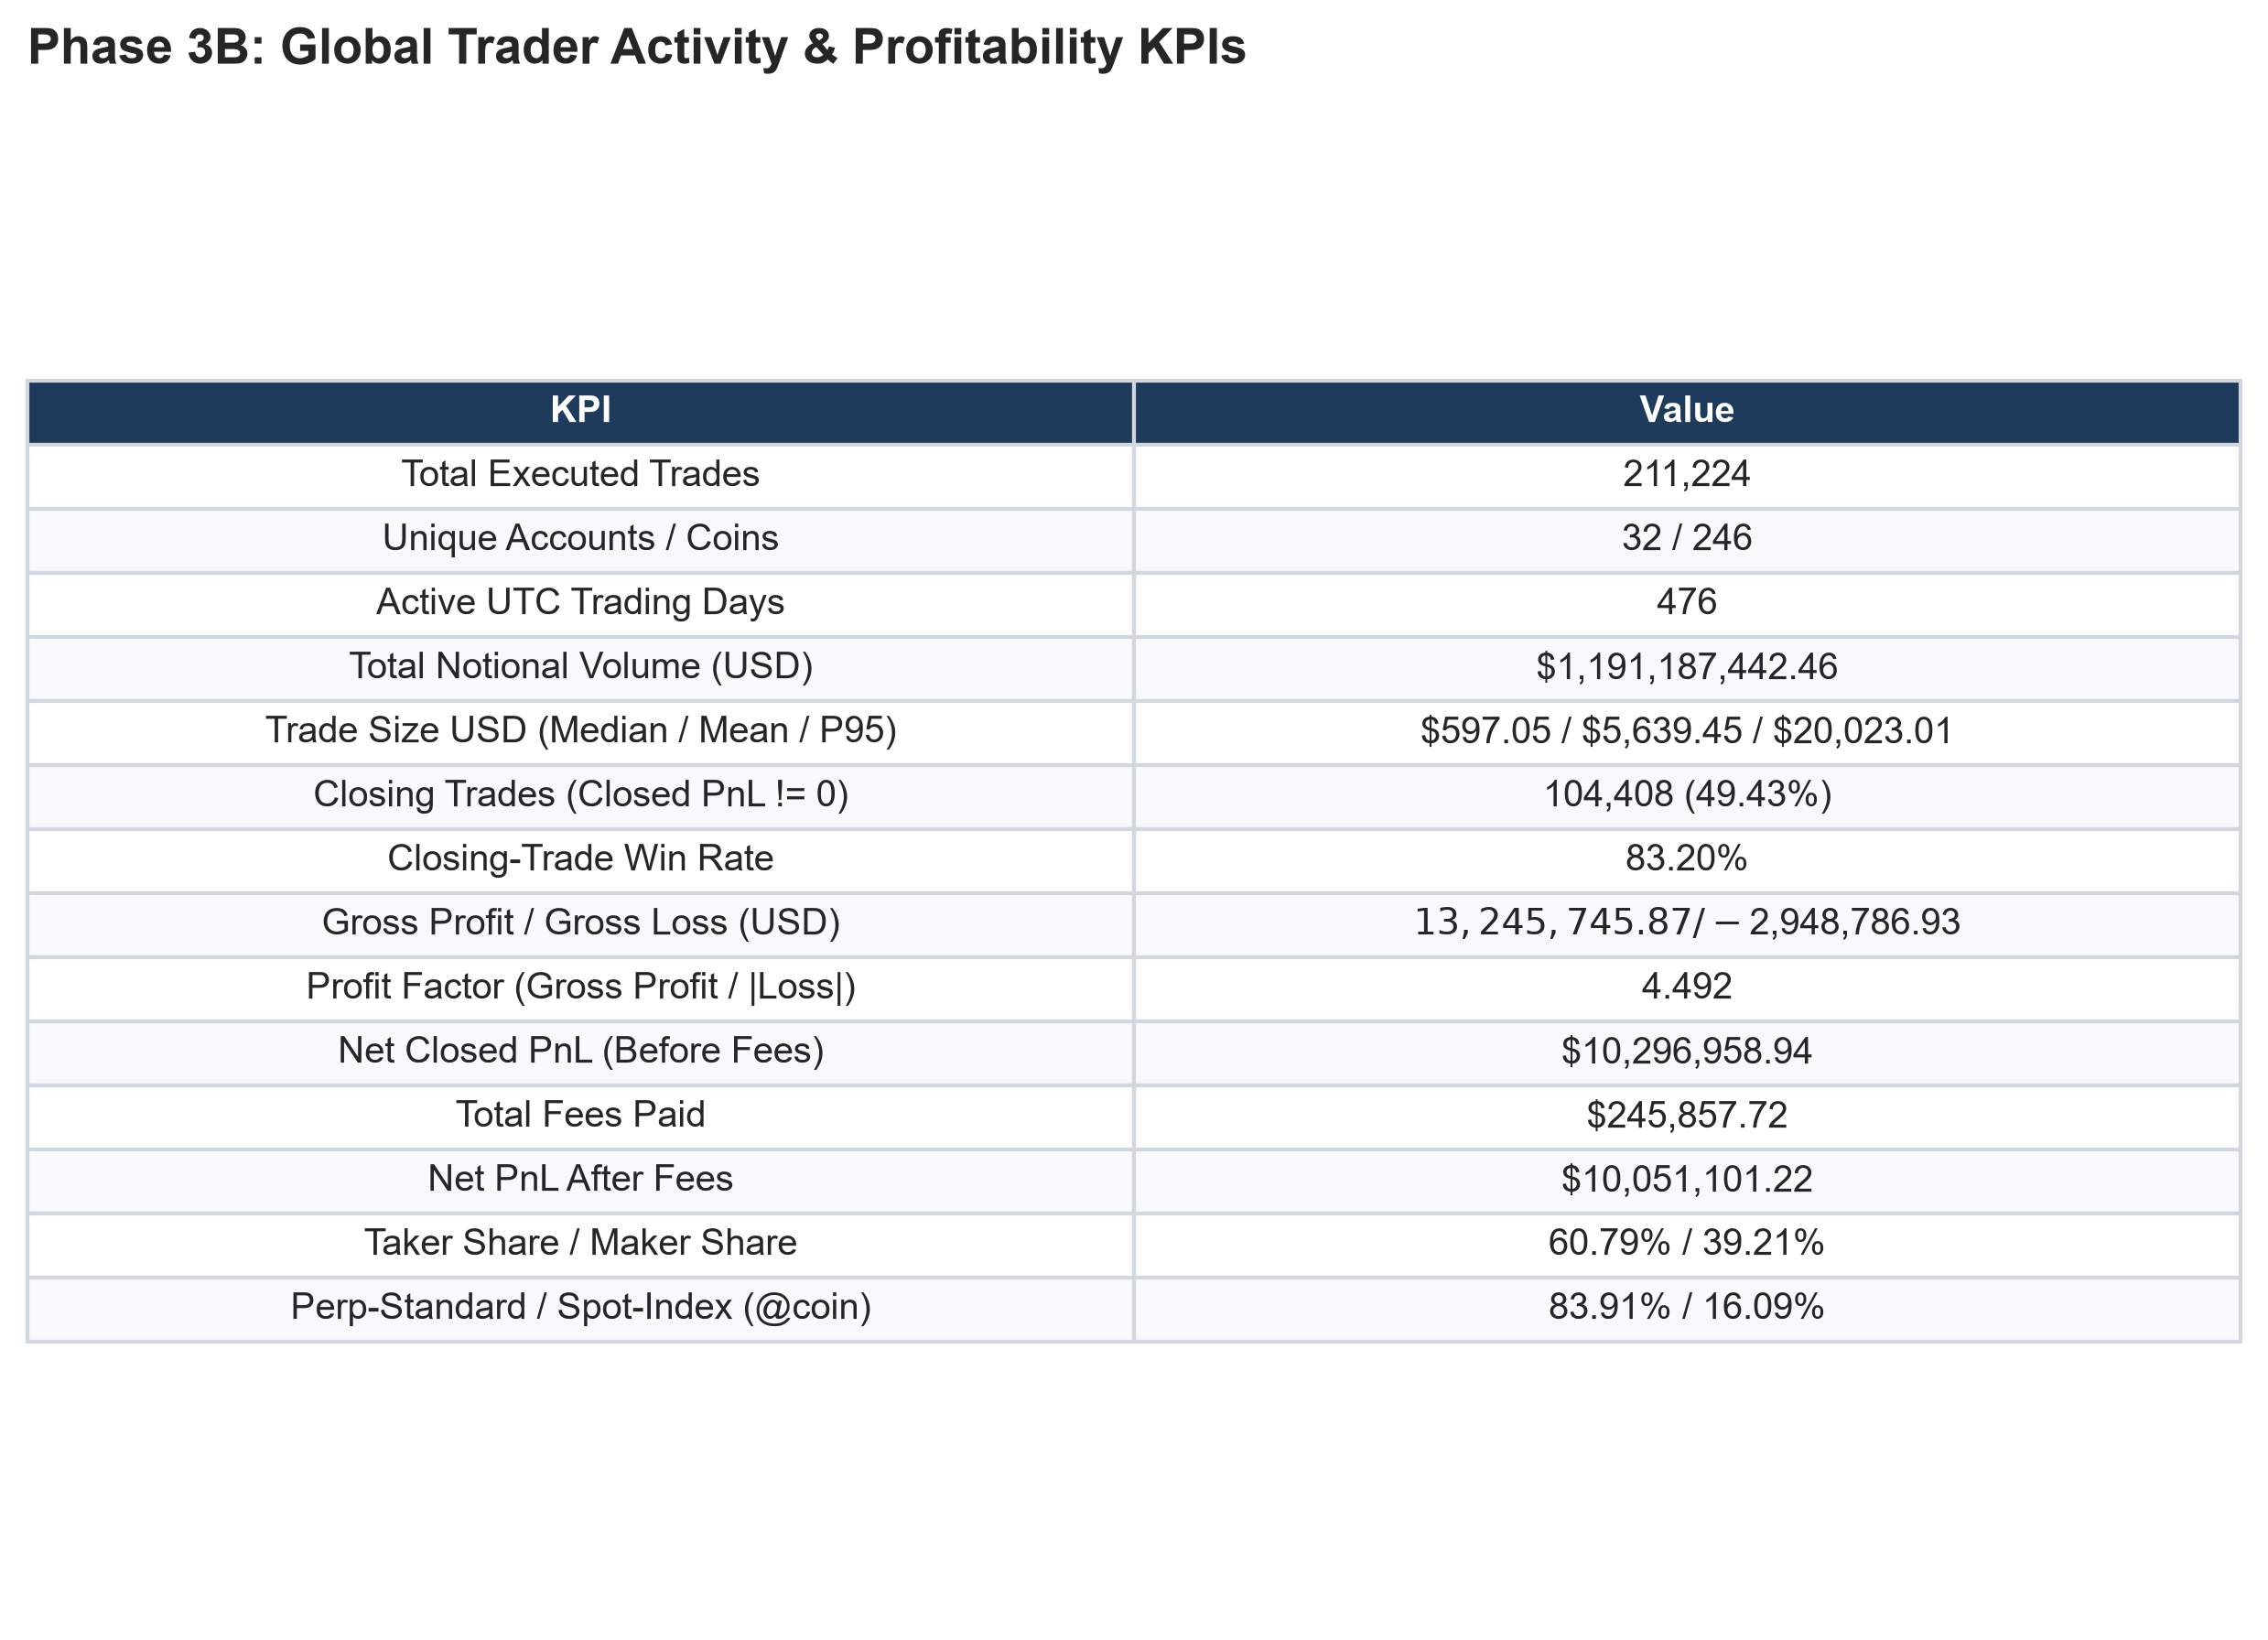 Phase 3B: Global Trader Activity & Profitability KPIs
KPI Value
Total Executed Trades 211,224
Unique Accounts / Coins 32 / 246
Active UTC Trading Days 476
Total Notional Volume (USD) $1,191,187,442.46
Trade Size USD (Median / Mean / P95) $597.05 / $5,639.45 / $20,023.01
Closing Trades (Closed PnL != 0) 104,408 (49.43%)
Closing-Trade Win Rate 83.20%
Gross Profit / Gross Loss (USD) 13,245,745.87/−2,948,786.93
Profit Factor (Gross Profit / |Loss|) 4.492
Net Closed PnL (Before Fees) $10,296,958.94
Total Fees Paid $245,857.72
Net PnL After Fees $10,051,101.22
Taker Share / Maker Share 60.79% / 39.21%
Perp-Standard / Spot-Index (@coin) 83.91% / 16.09%